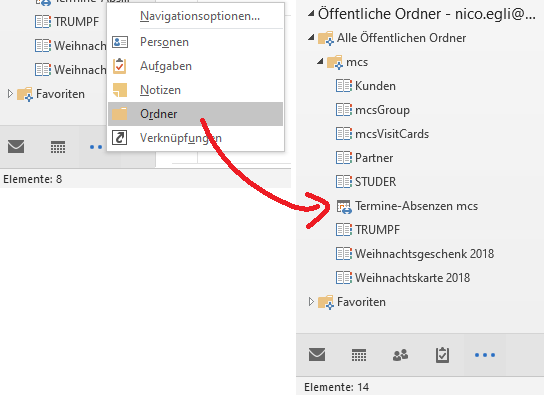 TRUMPF
Weihnacht
Weihnacht
Favoriten
Elemente: 8
Navigationsoptionen...
Personen
Aufgaben
Notizen
Ordner
Verknüpfungen
Öffentliche Ordner - nico.egli@...
Alle Öffentlichen Ordner
mcs
Kunden
mcsGroup
mcsVisitCards
Partner
STUDER
Termine-Absenzen mcs
TRUMPF
Weihnachtsgeschenk 2018
Weihnachtskarte 2018
Favoriten
Elemente: 14